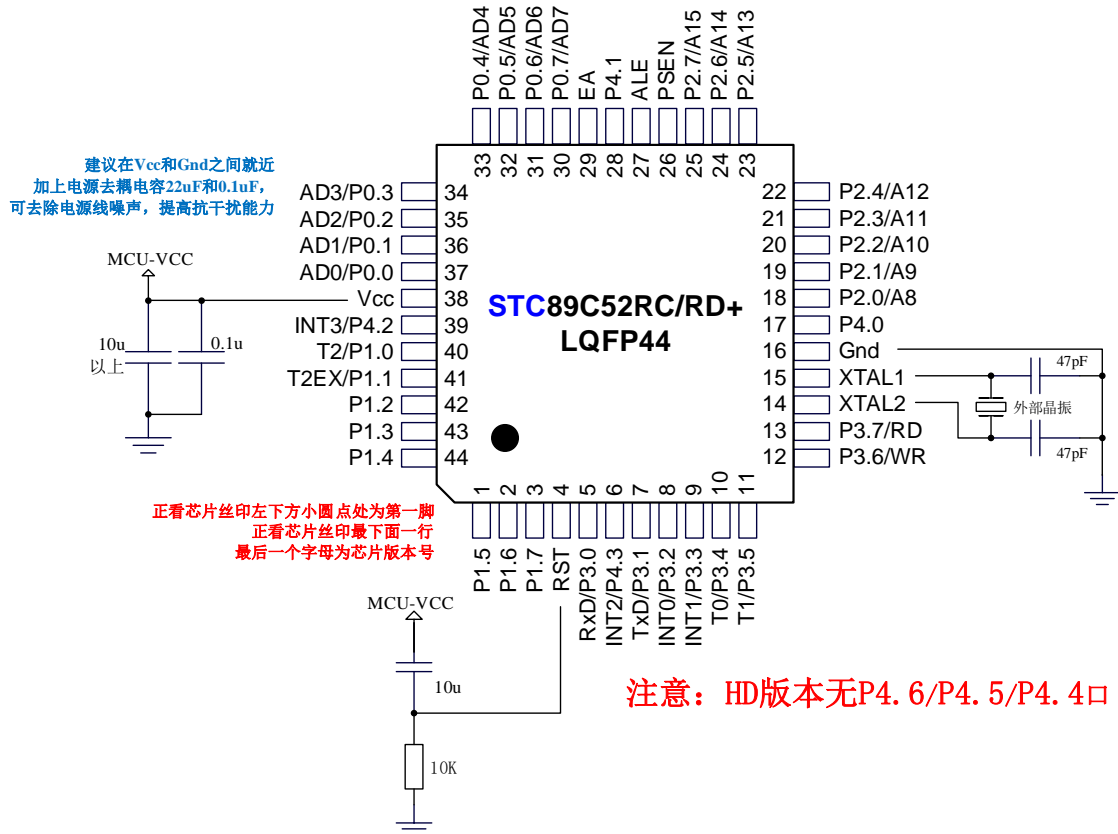 P0.4/AD4
P0.5/AD5
P0.6/AD6
P0.7/AD7
EA
P4.1
ALE
PSEN
P2.7/A15
P2.6/A14
P2.5/A13
33
32
31
30
29
28
27
26
25
24
23
建议在Vcc和Gnd之间就近
加上电源去耦电容22uF和0.1uF，
可去除电源线噪声，提高抗干扰能力
AD3/P0.3 34
AD2/P0.2 35
AD1/P0.1 36
AD0/P0.0 37
Vcc 38
INT3/P4.2 39
T2/P1.0 40
T2EX/P1.1 41
P1.2 42
P1.3 43
P1.4 44
MCU-VCC
10u
以上
0.1u
STC89C52RC/RD+
LQFP44
22 P2.4/A12
21 P2.3/A11
20 P2.2/A10
19 P2.1/A9
18 P2.0/A8
17 P4.0
16 Gnd
15 XTAL1
14 XTAL2
13 P3.7/RD
12 P3.6/WR
47pF
外部晶振
47pF
1
2
3
4
5
6
7
8
9
10
11
P1.5
P1.6
P1.7
RST
RxD/P3.0
INT2/P4.3
TxD/P3.1
INT0/P3.2
INT1/P3.3
T0/P3.4
T1/P3.5
正看芯片丝印左下方小圆点处为第一脚
正看芯片丝印最下面一行
最后一个字母为芯片版本号
MCU-VCC
10u
10K
注意：HD版本无P4.6/P4.5/P4.4口